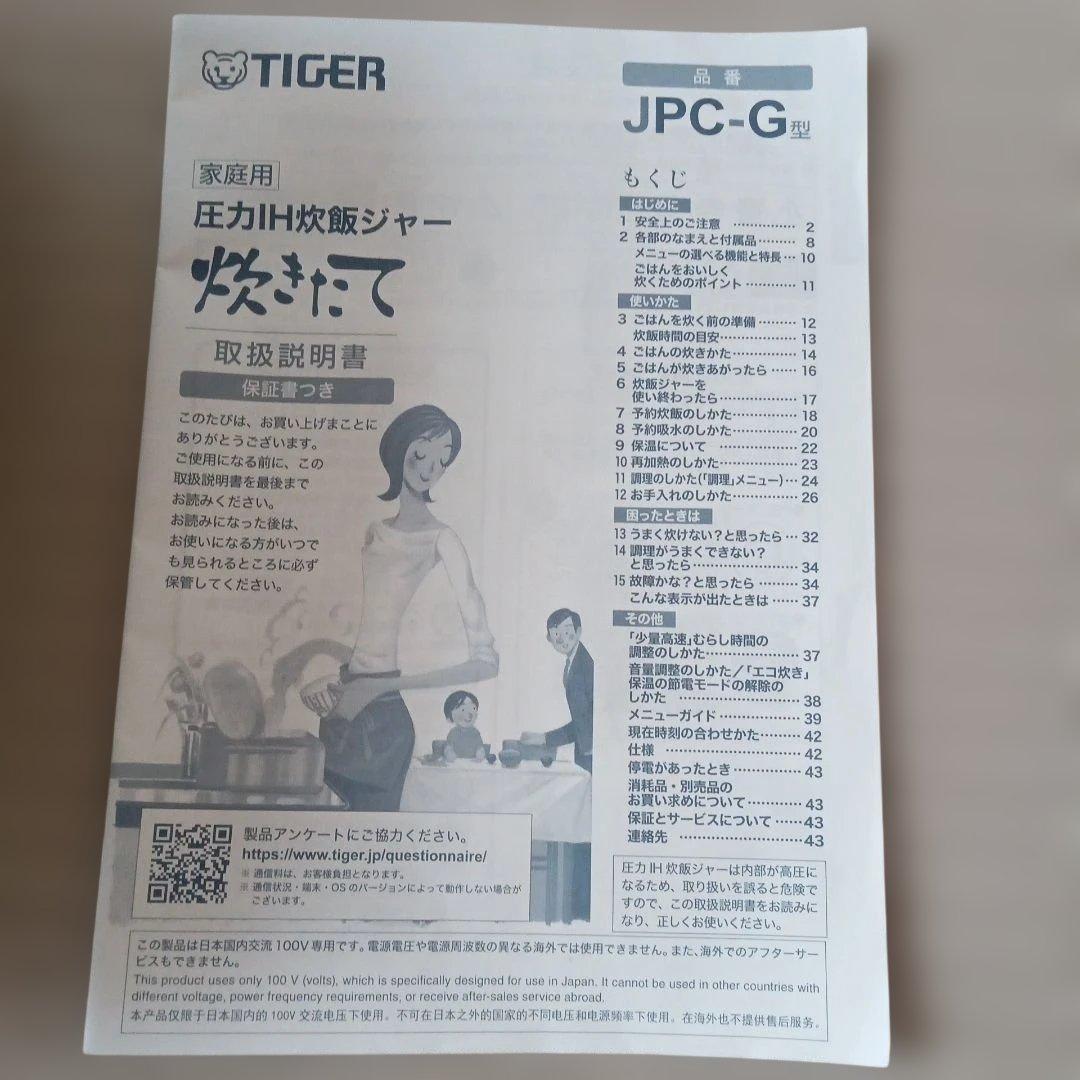 TIGER
品番
JPC-G型
家庭用
圧力IH炊飯ジャー
炊きたて
取扱説明書
保証書つき
このたびは、お買い上げまことに
ありがとうございます。
ご使用になる前に、この
取扱説明書を最後まで
お読みください。
お読みになった後は、
お使いになる方がいつで
も見られるところに必ず
保管してください。
もくじ
はじめに
1 安全上のご注意 …………… 2
2 各部のなまえと付属品……… 8
メニューの選べる機能と特長… 10
ごはんをおいしく
炊くためのポイント ………… 11
使いかた
3 ごはんを炊く前の準備……… 12
炊飯時間の目安……………… 13
4 ごはんの炊きかた…………… 14
5 ごはんが炊きあがったら …… 16
6 炊飯ジャーを
使い終わったら……………… 17
7 予約炊飯のしかた…………… 18
8 予約吸水のしかた…………… 20
9 保温について ……………… 22
10 再加熱のしかた……………… 23
11 調理のしかた(「調理」メニュー)… 24
12 お手入れのしかた…………… 26
困ったときは
13 うまく炊けない?と思ったら… 32
14 調理がうまくできない?
と思ったら…………………… 34
15 故障かな?と思ったら ……… 34
こんな表示が出たときは …… 37
その他
「少量高速」むらし時間の
調整のしかた………………… 37
音量調整のしかた/「エコ炊き」
保温の節電モードの解除の
しかた ……………………… 38
メニューガイド……………… 39
現在時刻の合わせかた……… 42
仕様 ………………………… 42
停電があったとき…………… 43
消耗品・別売品の
お買い求めについて………… 43
保証とサービスについて …… 43
連絡先 ……………………… 43
製品アンケートにご協力ください。
https://www.tiger.jp/questionnaire/
※ 通信料は、お客様負担となります。
※ 通信状況・端末・OSのバージョンによって動作しない場合が
ございます。
圧力IH炊飯ジャーは内部が高圧に
なるため、取り扱いを誤ると危険で
すので、この取扱説明書をお読みに
なり、正しくお使いください。
この製品は日本国内交流100V専用です。電源電圧や電源周波数の異なる海外では使用できません。また、海外でのアフターサー
ビスもできません。
This product uses only 100 V (volts), which is specifically designed for use in Japan. It cannot be used in other countries with
different voltage, power frequency requirements, or receive after-sales service abroad.
本产品仅限于日本国内的 100V 交流电压下使用。不可在日本之外的国家的不同电压和电源频率下使用。在海外也不提供售后服务。